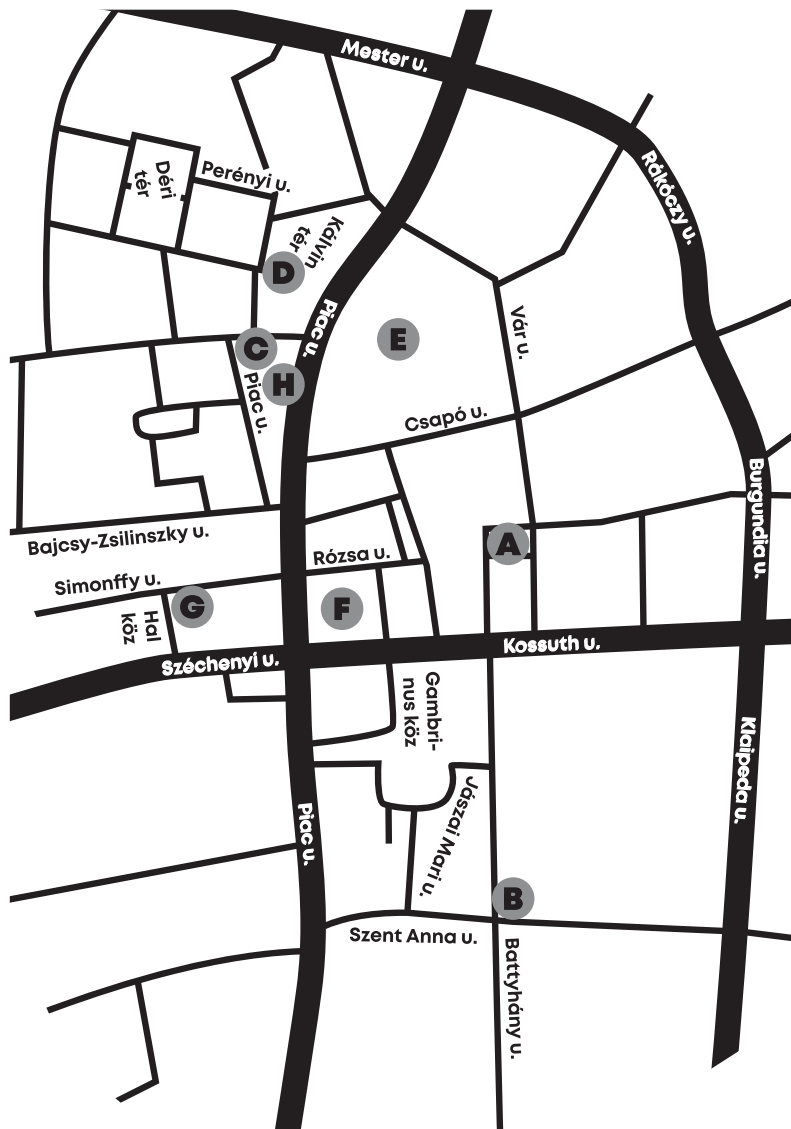 Mester u.
Rákóczy u.
Déri
tér
Perényi u.
Kálvin
tér
D
Piac u.
Vár u.
E
C
H
Piac u.
Csapó u.
Burgundia u.
Bajcsy-Zsilinszky u.
A
Rózsa u.
Simonffy u.
G
F
Hal
köz
Kossuth u.
Széchenyi u.
Gambri-
nus köz
Klaipeda u.
Jászai Mari u.
Piac u.
B
Szent Anna u.
Battyhány u.